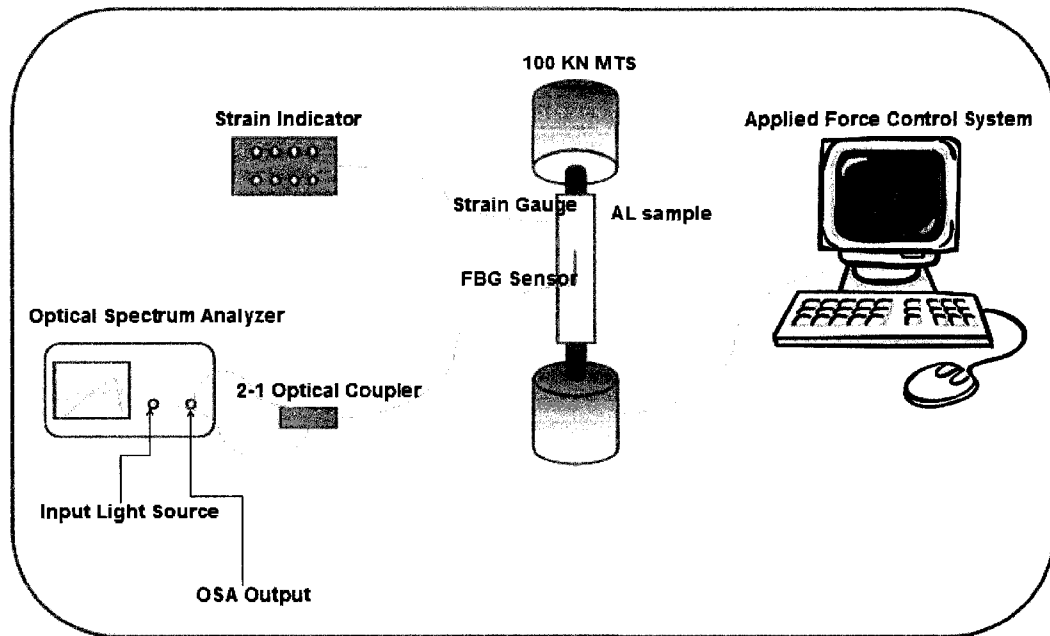 100 KN MTS
Strain Indicator
Applied Force Control System
Strain Gauge
AL sample
FBG Sensor
Optical Spectrum Analyzer
2-1 Optical Coupler
Input Light Source
OSA Output